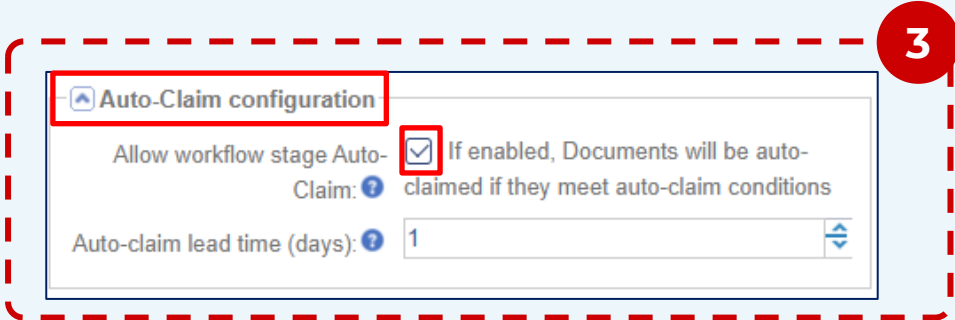 3
Auto-Claim configuration
Allow workflow stage Auto-Claim: ? If enabled, Documents will be auto-
claimed if they meet auto-claim conditions
Auto-claim lead time (days): ? 1